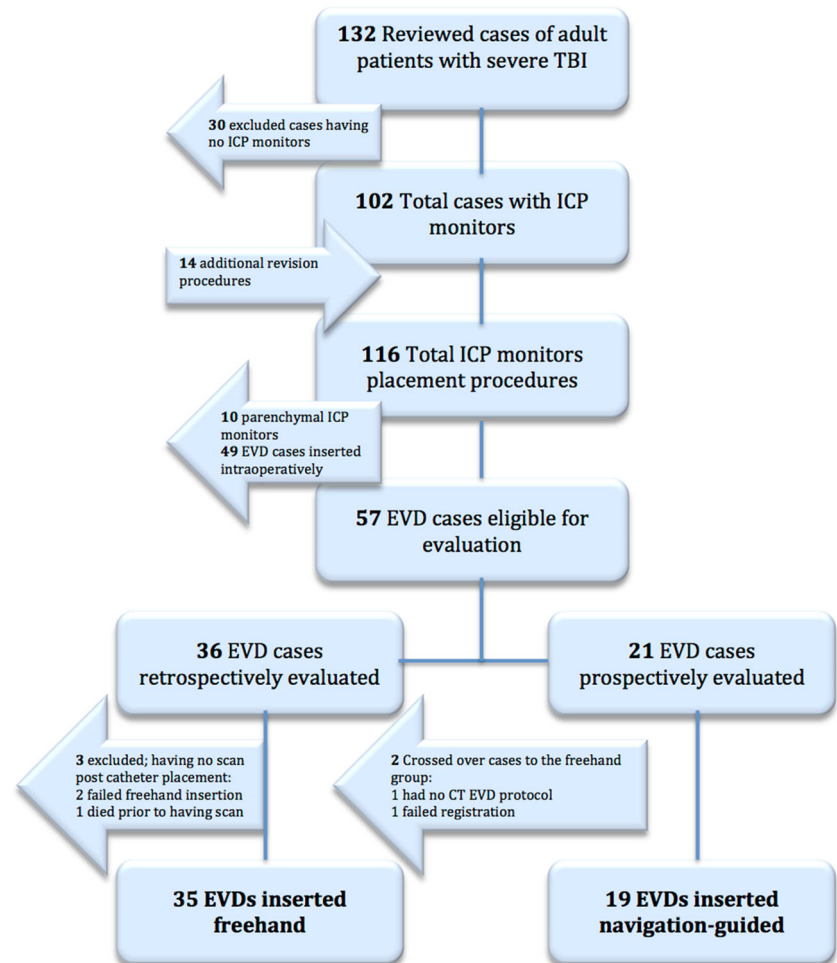 132 Reviewed cases of adult
patients with severe TBI
30 excluded cases having
no ICP monitors
102 Total cases with ICP
monitors
14 additional revision
procedures
116 Total ICP monitors
placement procedures
10 parenchymal ICP
monitors
49 EVD cases inserted
intraoperatively
57 EVD cases eligible for
evaluation
36 EVD cases
retrospectively evaluated
21 EVD cases
prospectively evaluated
3 excluded; having no scan
post catheter placement:
2 failed freehand insertion
1 died prior to having scan
2 Crossed over cases to the freehand
group:
1 had no CT EVD protocol
1 failed registration
35 EVDs inserted
freehand
19 EVDs inserted
navigation-guided